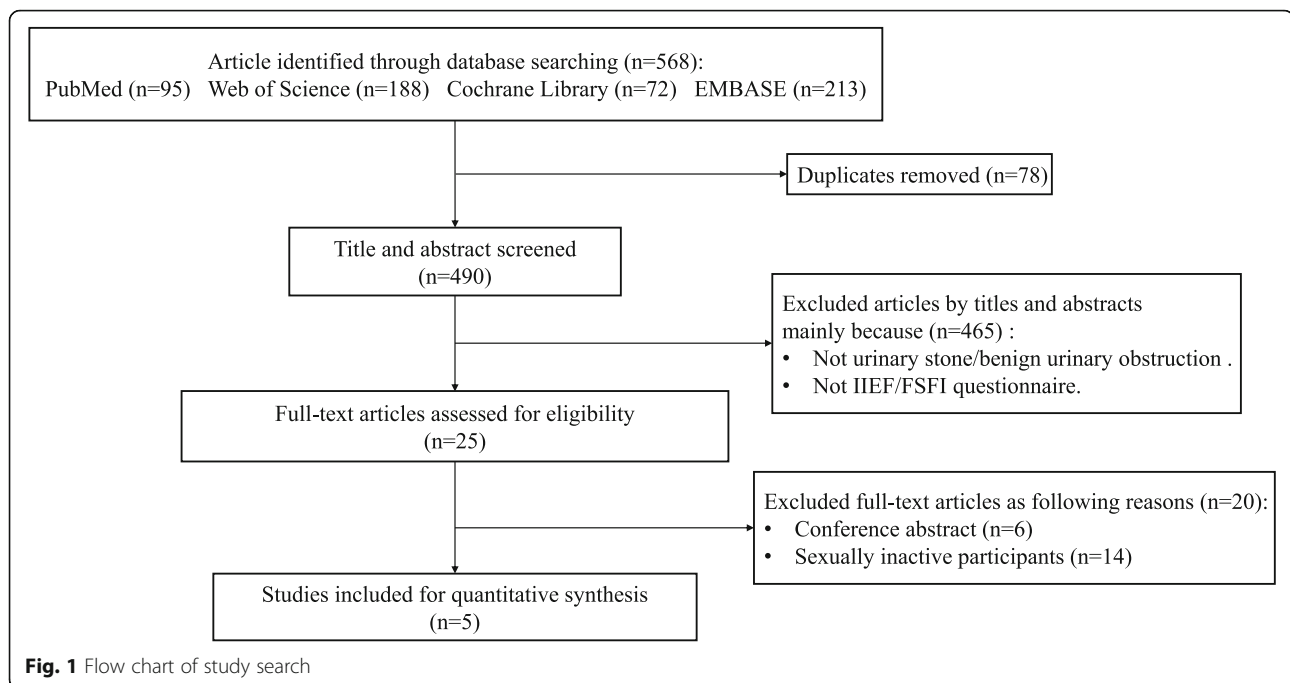 Article identified through database searching (n=568):
PubMed (n=95) Web of Science (n=188) Cochrane Library (n=72) EMBASE (n=213)
Duplicates removed (n=78)
Title and abstract screened
(n=490)
Excluded articles by titles and abstracts
mainly because (n=465) :
• Not urinary stone/benign urinary obstruction .
• Not IIEF/FSFI questionnaire.
Full-text articles assessed for eligibility
(n=25)
Excluded full-text articles as following reasons (n=20):
• Conference abstract (n=6)
• Sexually inactive participants (n=14)
Studies included for quantitative synthesis
(n=5)
Fig. 1 Flow chart of study search